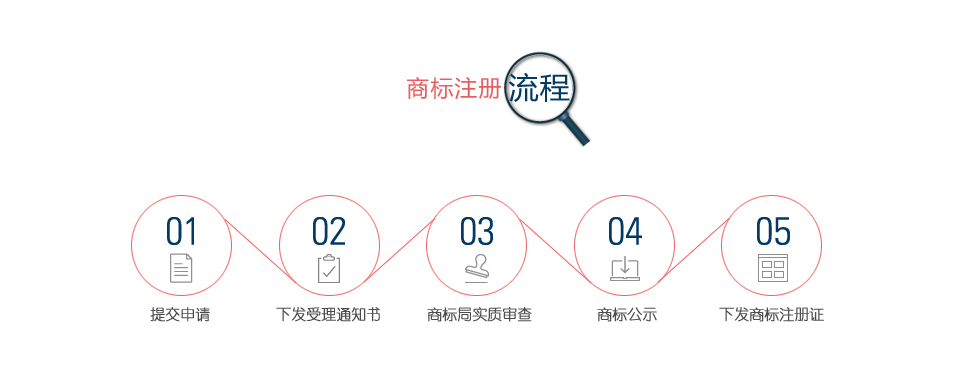 商标注册流程
01
02
03
04
05
提交申请
下发受理通知书
商标局实质审查
商标公示
下发商标注册证